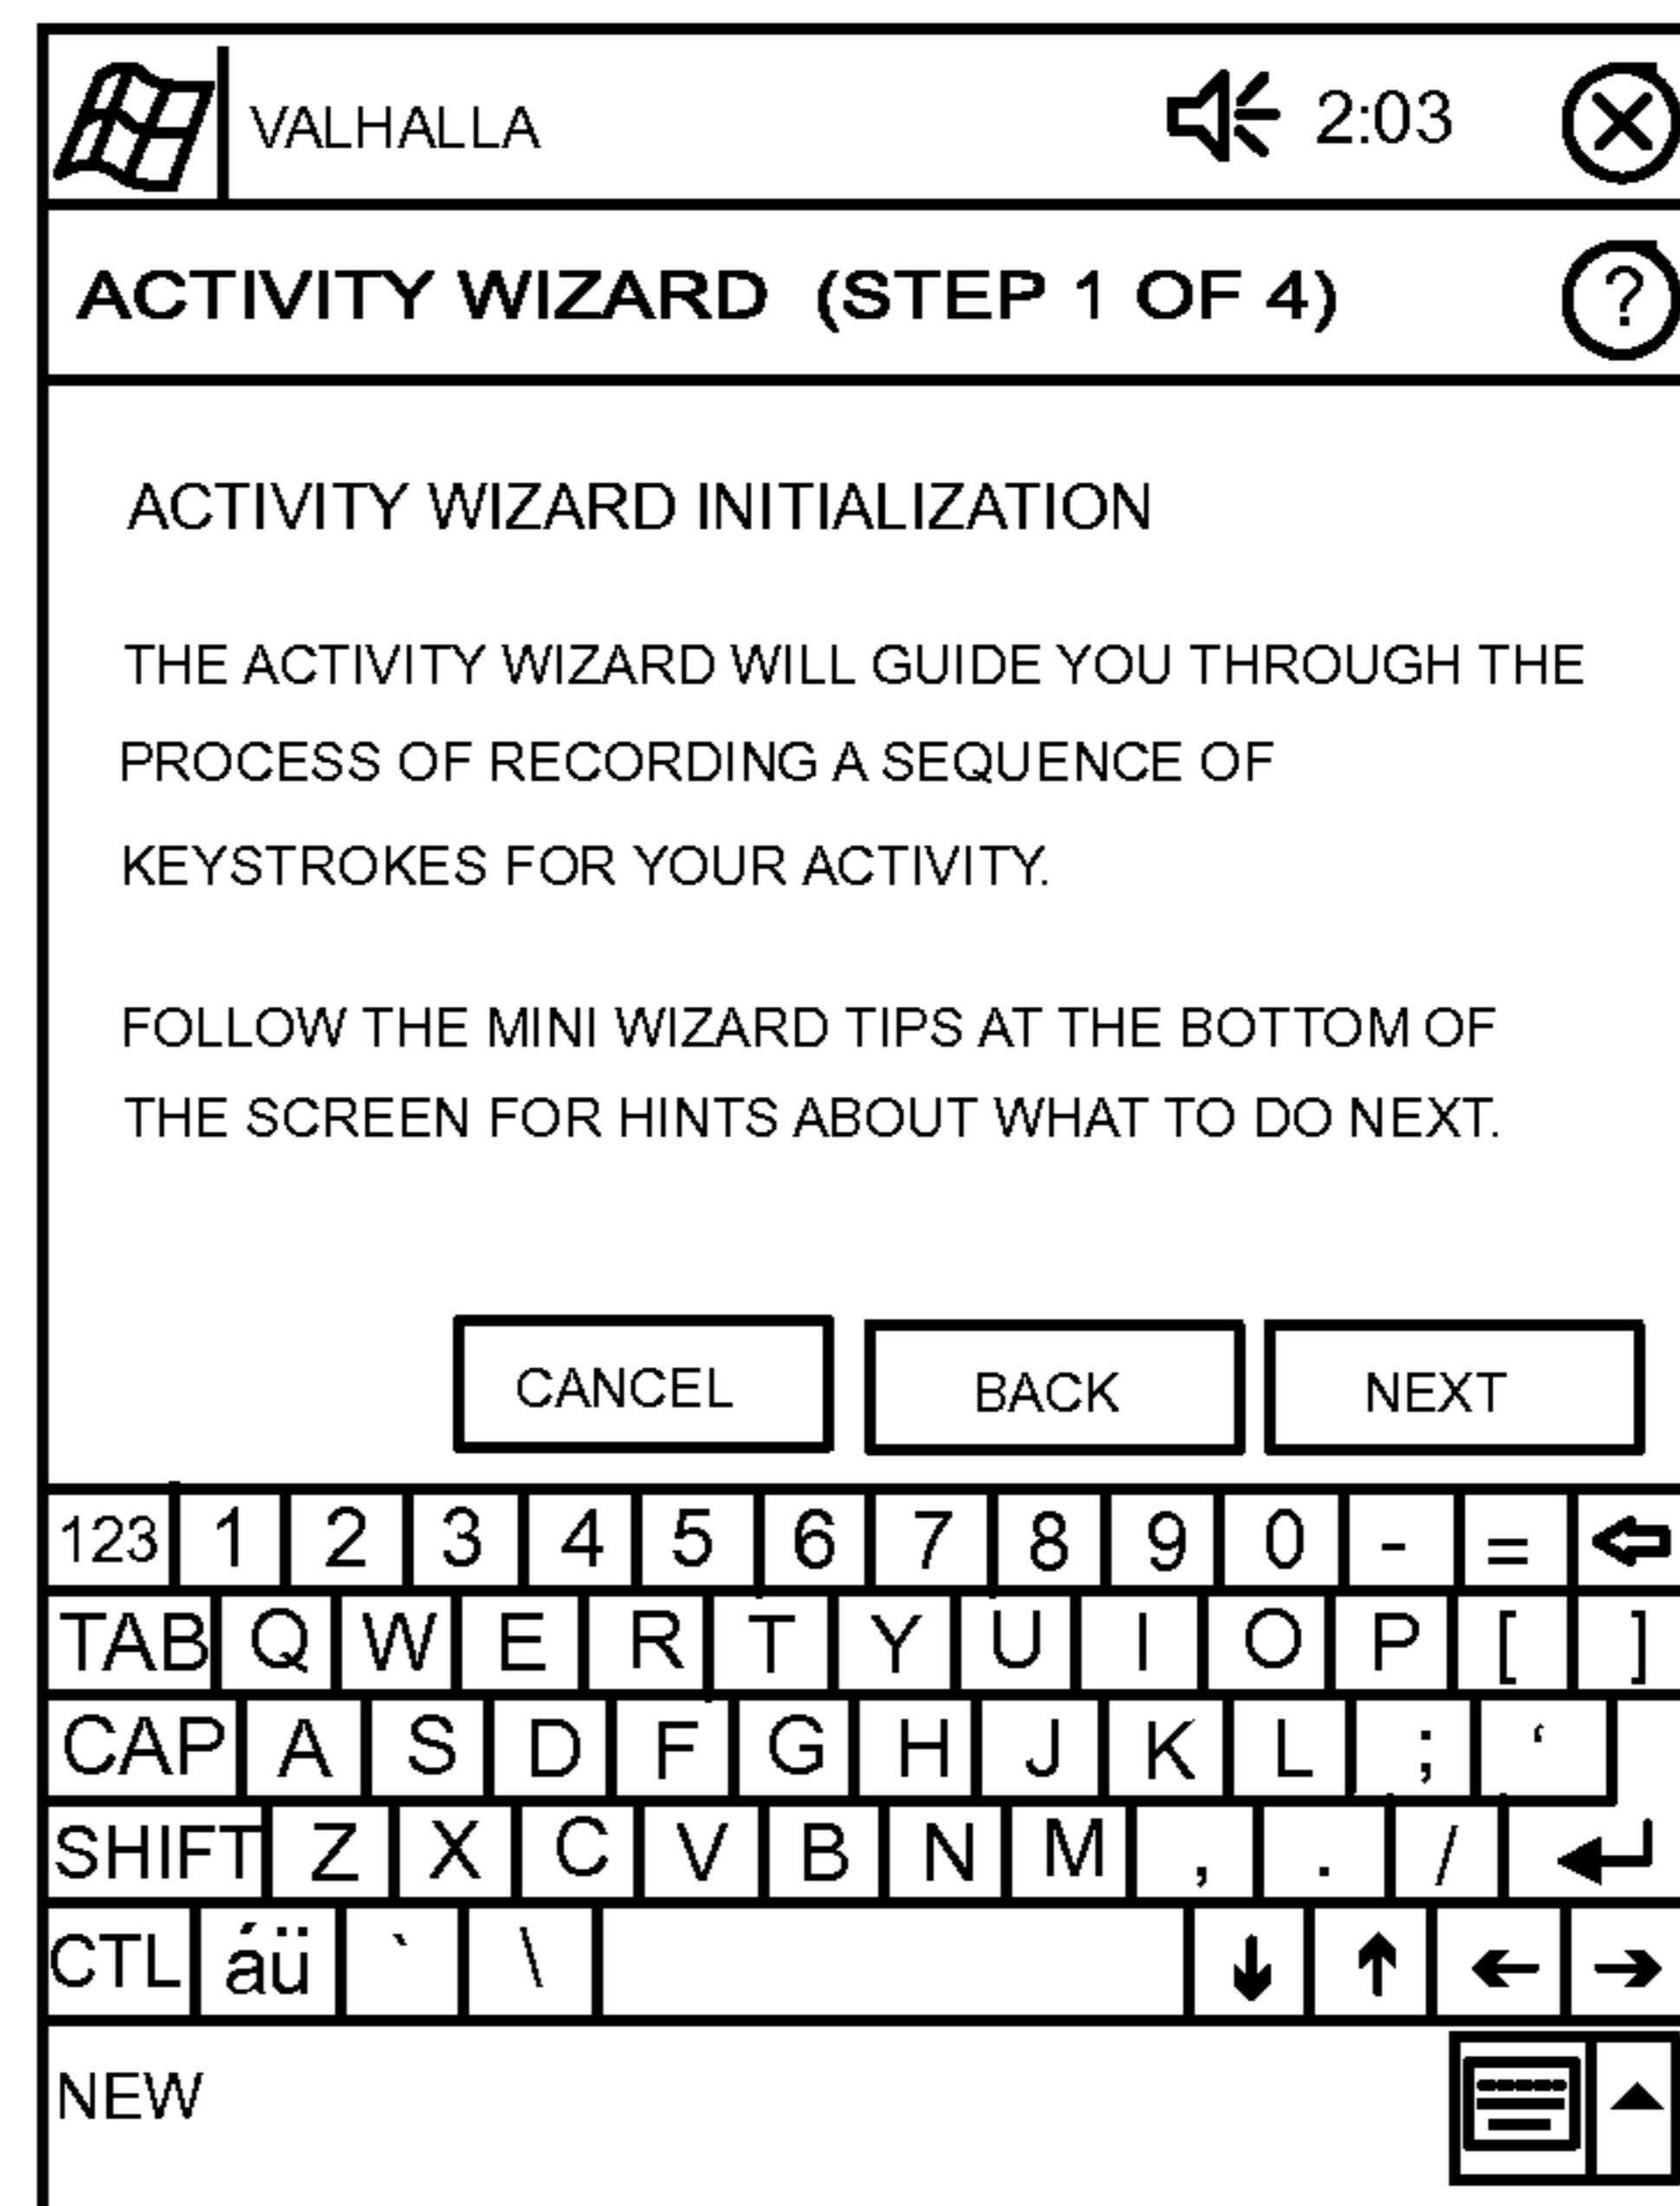 VALHALLA 2:03
ACTIVITY WIZARD (STEP 1 OF 4) ?
ACTIVITY WIZARD INITIALIZATION
THE ACTIVITY WIZARD WILL GUIDE YOU THROUGH THE
PROCESS OF RECORDING A SEQUENCE OF
KEYSTROKES FOR YOUR ACTIVITY.
FOLLOW THE MINI WIZARD TIPS AT THE BOTTOM OF
THE SCREEN FOR HINTS ABOUT WHAT TO DO NEXT.
CANCEL BACK NEXT
123 1 2 3 4 5 6 7 8 9 0 - =
TAB Q W E R T Y U I O P [ ]
CAP A S D F G H J K L ; ‘
SHIFT Z X C V B N M , . /
CTL áü ` \
NEW